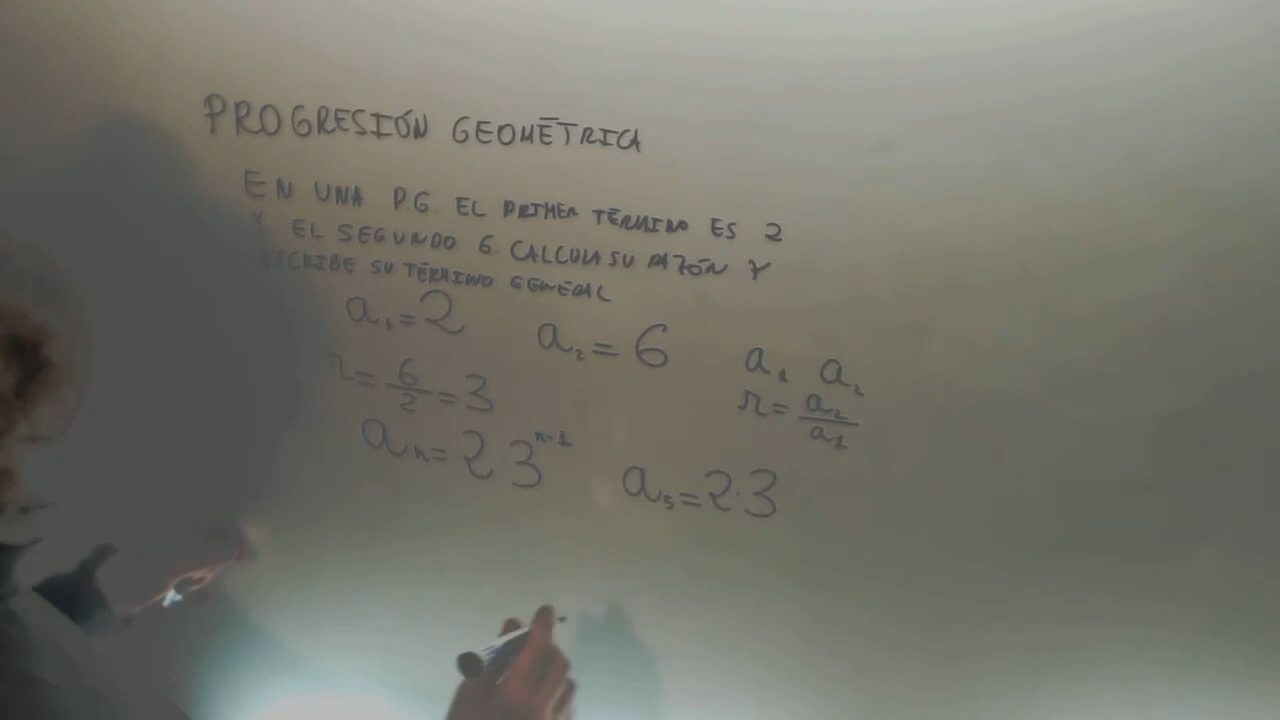 PROGRESIÓN GEOMÉTRICA
EN UNA P.G. EL PRIMER TÉRMINO ES 2
Y EL SEGUNDO 6. CALCULA SU RAZÓN Y
ESCRIBE SU TÉRMINO GENERAL
a₁ = 2 a₂ = 6 a₁ a₂
r = 6/2 = 3 r = a₂/a₁
aₙ = 2 3ⁿ⁻¹ a₅ = 2·3